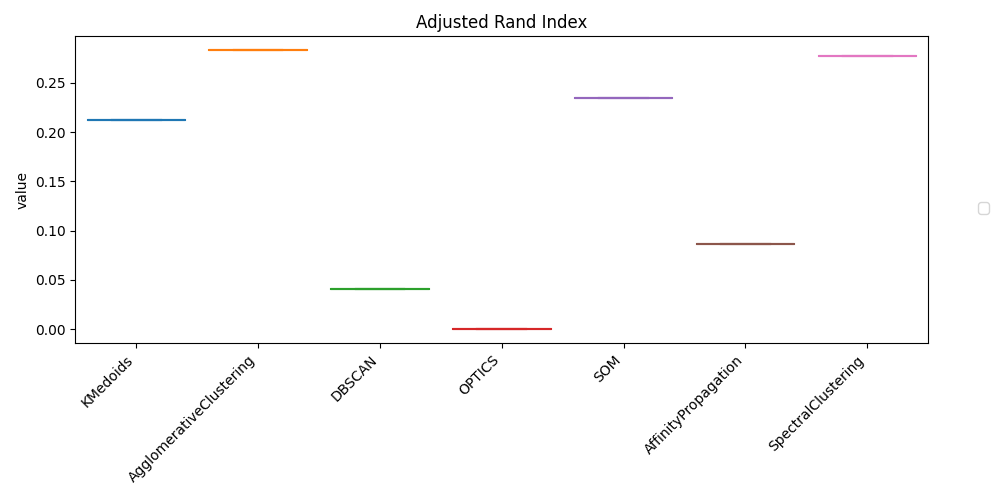 Adjusted Rand Index
value
0.25
0.20
0.15
0.10
0.05
0.00
KMedoids
AgglomerativeClustering
DBSCAN
OPTICS
SOM
AffinityPropagation
SpectralClustering